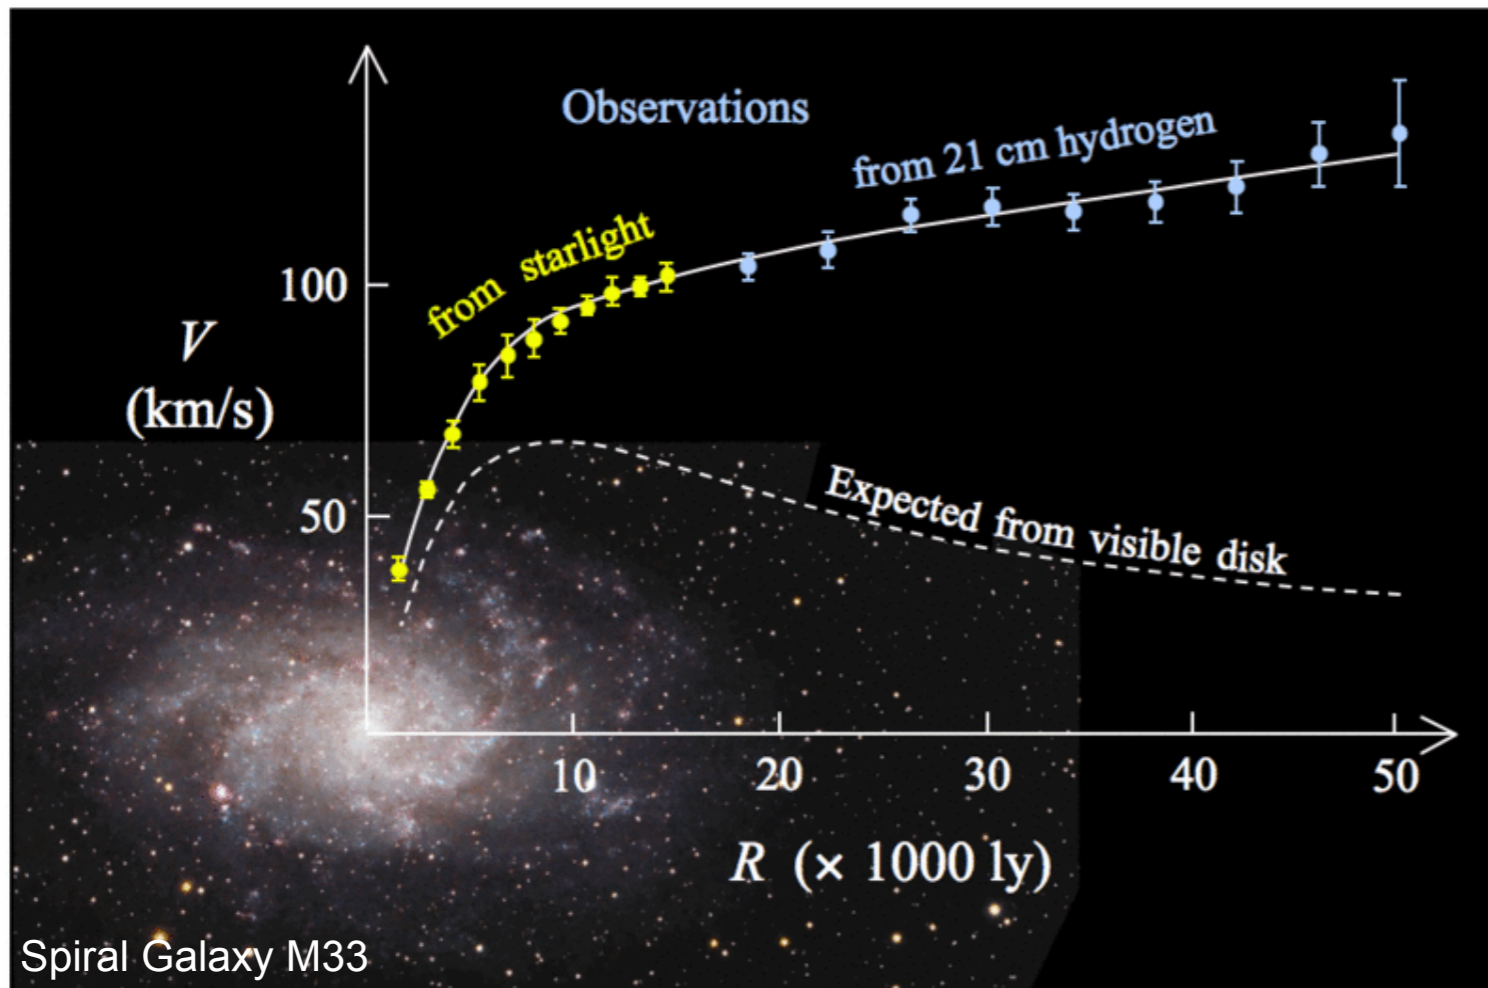 Observations
from 21 cm hydrogen
from starlight
100
V
(km/s)
50
Expected from visible disk
10 20 30 40 50
R (× 1000 ly)
Spiral Galaxy M33